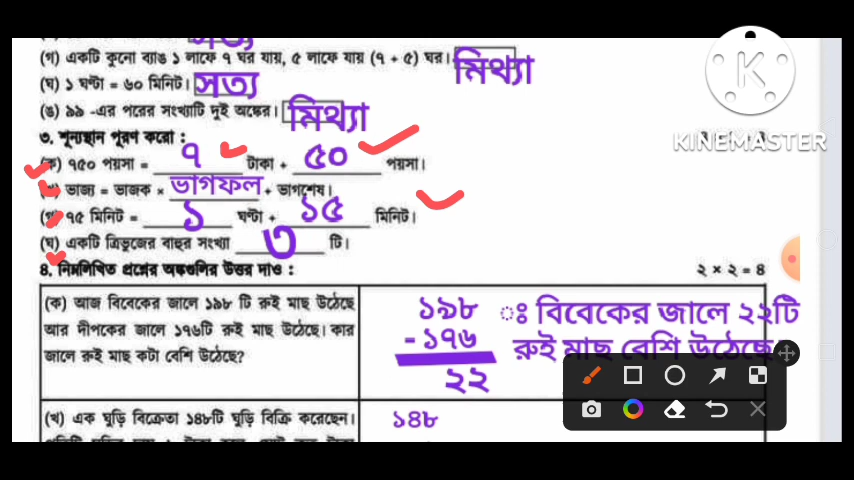 সত্য
(গ) একটি কুনো ব্যাঙ ১ লাফে ৭ ঘর যায়, ৫ লাফে যায় (৭ + ৫) ঘর। মিথ্যা
(ঘ) ১ ঘণ্টা = ৬০ মিনিট। সত্য
(ঙ) ৯৯ -এর পরের সংখ্যাটি দুই অঙ্কের। মিথ্যা
KINEMASTER
৩. শূন্যস্থান পূরণ করো :
(ক) ৭৫০ পয়সা = ৭ টাকা + ৫০ পয়সা।
(খ) ভাজ্য = ভাজক × ভাগফল + ভাগশেষ।
(গ) ৭৫ মিনিট = ১ ঘণ্টা + ১৫ মিনিট।
(ঘ) একটি ত্রিভুজের বাহুর সংখ্যা ৩ টি।
৪. নিম্নলিখিত প্রশ্নের অঙ্কগুলির উত্তর দাও : ২ × ২ = ৪
(ক) আজ বিবেকের জালে ১৯৮ টি রুই মাছ উঠেছে
আর দীপকের জালে ১৭৬টি রুই মাছ উঠেছে। কার
জালে রুই মাছ কটা বেশি উঠেছে?
১৯৮
- ১৭৬
২২
ঃ বিবেকের জালে ২২টি
রুই মাছ বেশি উঠেছে
(খ) এক ঘুড়ি বিক্রেতা ১৪৮টি ঘুড়ি বিক্রি করেছেন।
১৪৮